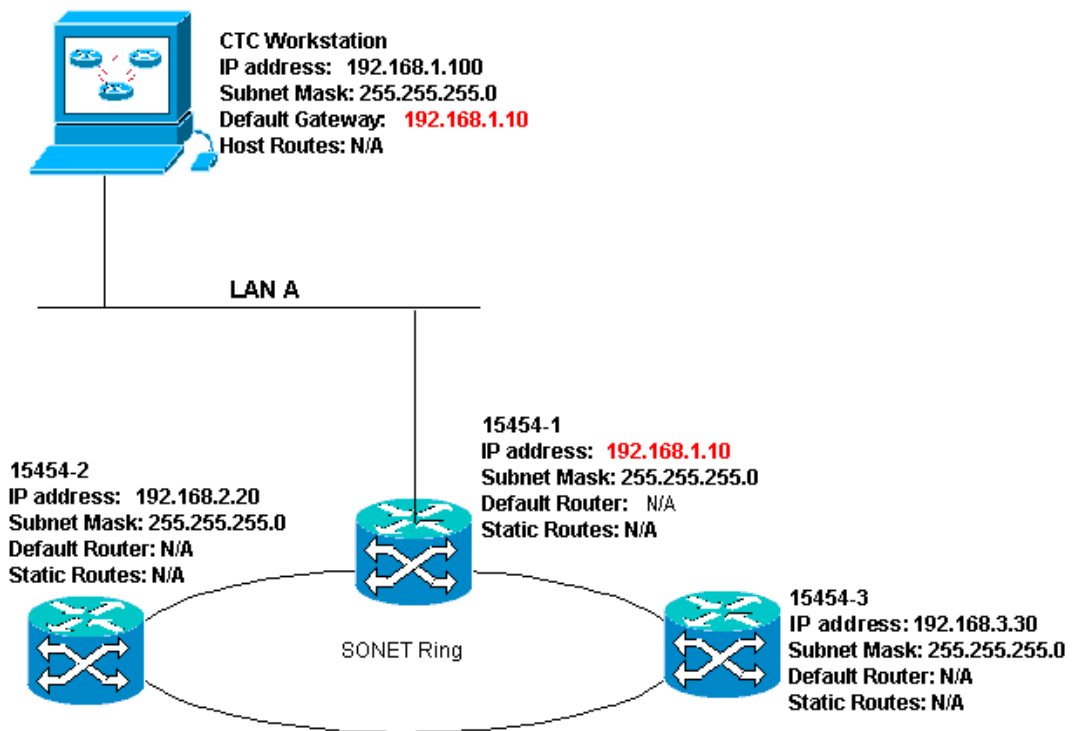 CTC Workstation
IP address: 192.168.1.100
Subnet Mask: 255.255.255.0
Default Gateway: 192.168.1.10
Host Routes: N/A
LAN A
15454-1
IP address: 192.168.1.10
Subnet Mask: 255.255.255.0
Default Router: N/A
Static Routes: N/A
15454-2
IP address: 192.168.2.20
Subnet Mask: 255.255.255.0
Default Router: N/A
Static Routes: N/A
SONET Ring
15454-3
IP address: 192.168.3.30
Subnet Mask: 255.255.255.0
Default Router: N/A
Static Routes: N/A